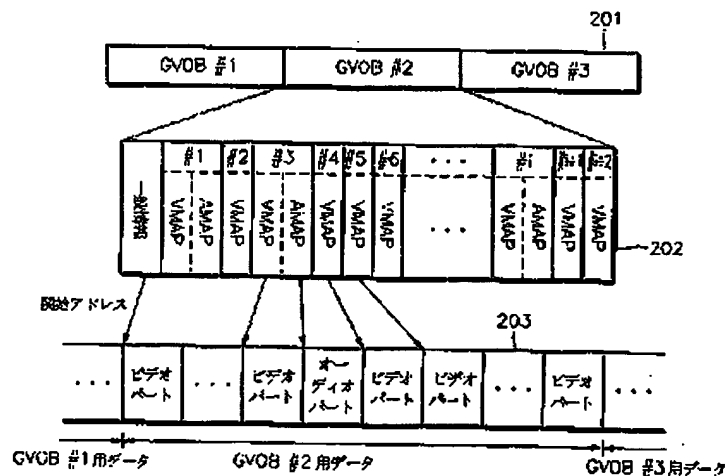 201
GVOB #1 GVOB #2 GVOB #3
#1 #2 #3 #4 #5 #6 ・・・ #i #i+1 #i+2
一般情報 VMAP AMAP VMAP VMAP AMAP VMAP VMAP VMAP ・・・ VMAP AMAP VMAP VMAP
202
開始アドレス
203
・・・ ビデオパート ・・・ ビデオパート オーディオパート ビデオパート ビデオパート ・・・ ビデオパート ・・・
GVOB #1用データ GVOB #2用データ GVOB #3用データ